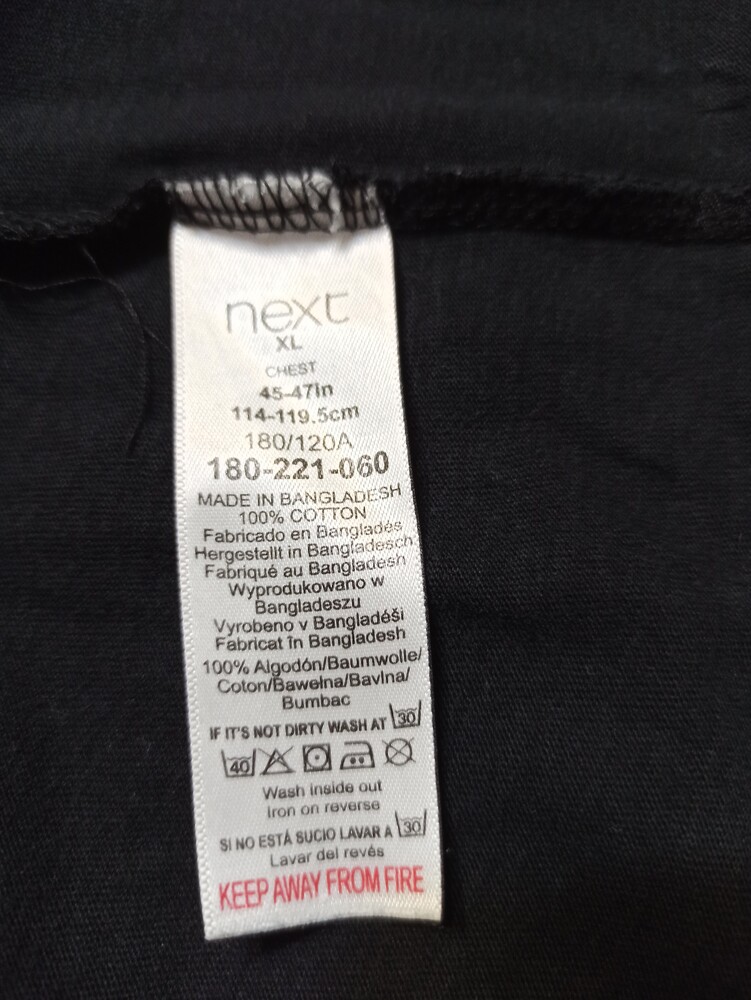 next
XL
CHEST
45-47in
114-119.5cm
180/120A
180-221-060
MADE IN BANGLADESH
100% COTTON
Fabricado en Bangladés
Hergestellt in Bangladesch
Fabriqué au Bangladesh
Wyprodukowano w
Bangladeszu
Vyrobeno v Bangladéši
Fabricat în Bangladesh
100% Algodón/Baumwolle/
Coton/Bawełna/Bavlna/
Bumbac
IF IT'S NOT DIRTY WASH AT 30
40
Wash inside out
Iron on reverse
SI NO ESTÁ SUCIO LAVAR A 30
Lavar del revés
KEEP AWAY FROM FIRE